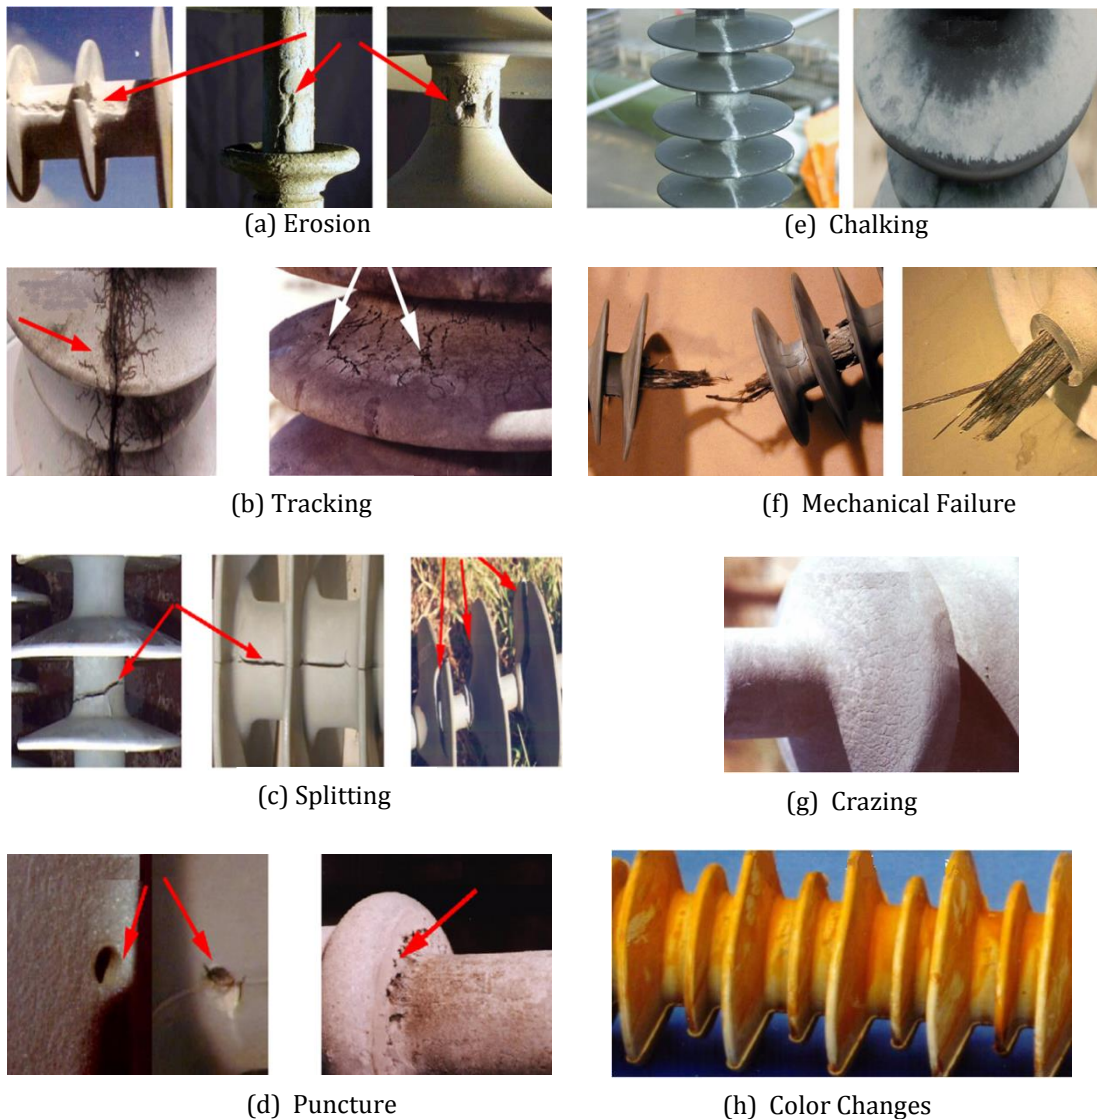 (a) Erosion
(e) Chalking
(b) Tracking
(f) Mechanical Failure
(c) Splitting
(g) Crazing
(d) Puncture
(h) Color Changes